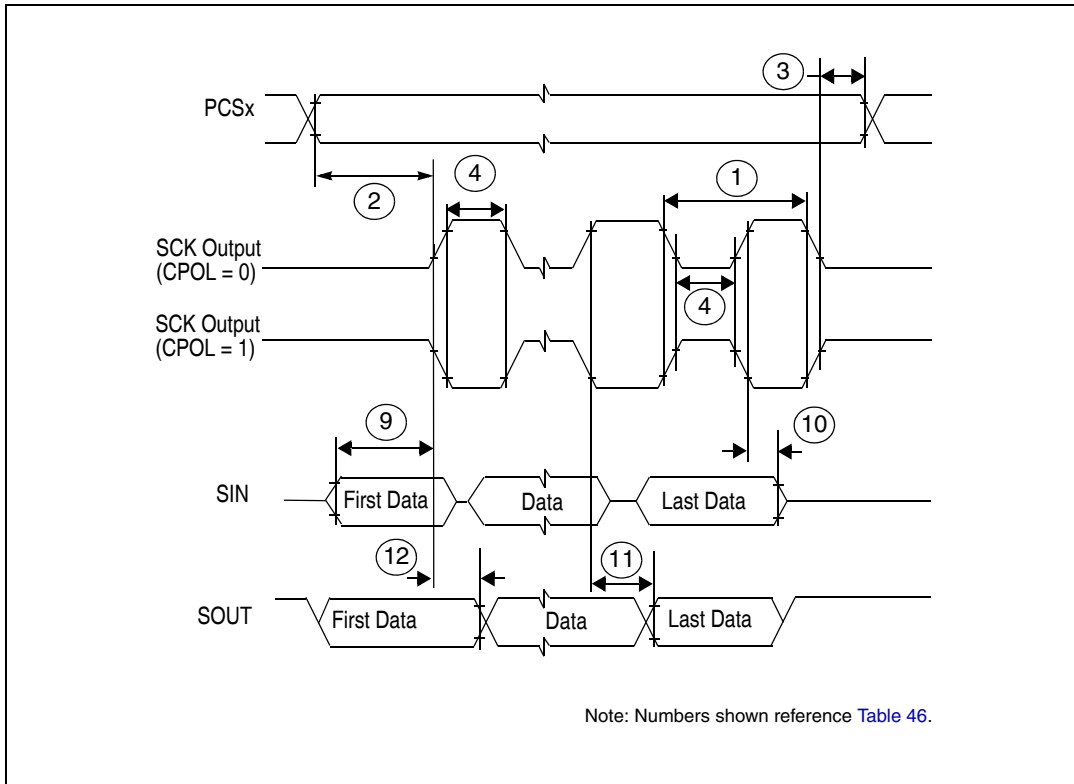 3
PCSx
2
4
1
SCK Output
(CPOL = 0)
4
SCK Output
(CPOL = 1)
9
10
SIN
First Data
Data
Last Data
12
11
SOUT
First Data
Data
Last Data
Note: Numbers shown reference Table 46.